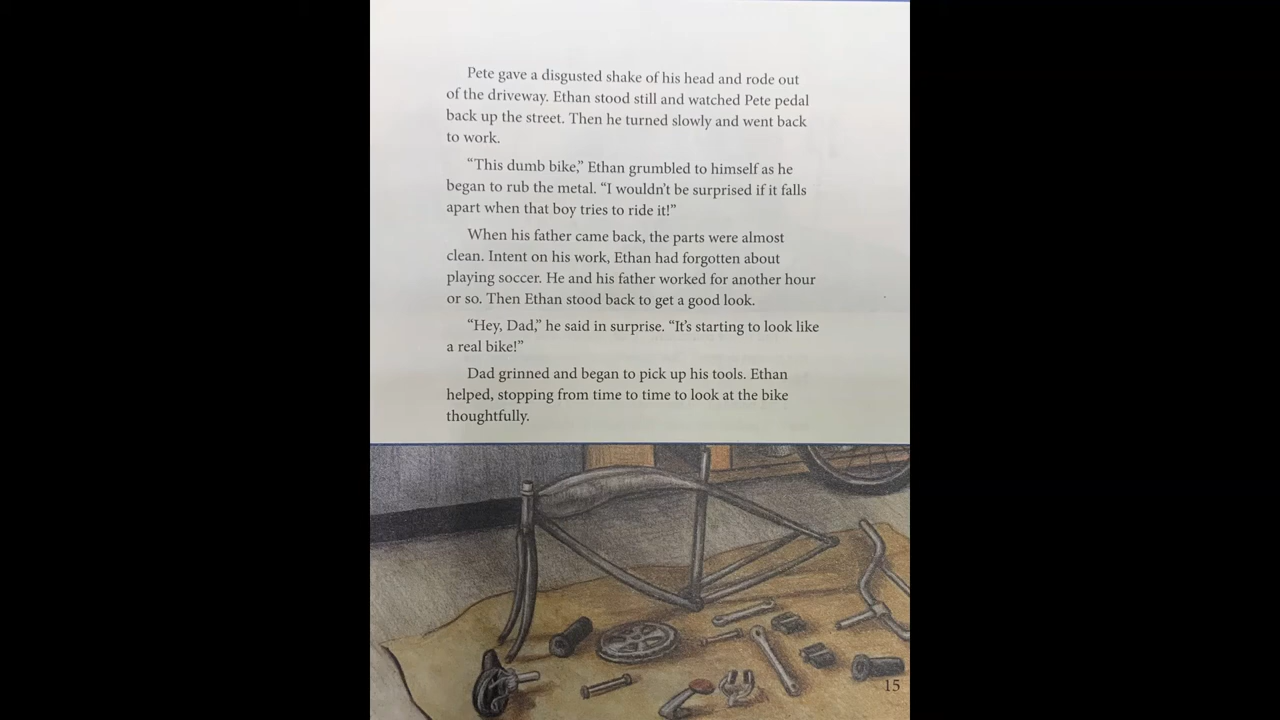 Pete gave a disgusted shake of his head and rode out
of the driveway. Ethan stood still and watched Pete pedal
back up the street. Then he turned slowly and went back
to work.
“This dumb bike,” Ethan grumbled to himself as he
began to rub the metal. “I wouldn’t be surprised if it falls
apart when that boy tries to ride it!”
When his father came back, the parts were almost
clean. Intent on his work, Ethan had forgotten about
playing soccer. He and his father worked for another hour
or so. Then Ethan stood back to get a good look.
“Hey, Dad,” he said in surprise. “It’s starting to look like
a real bike!”
Dad grinned and began to pick up his tools. Ethan
helped, stopping from time to time to look at the bike
thoughtfully.
15